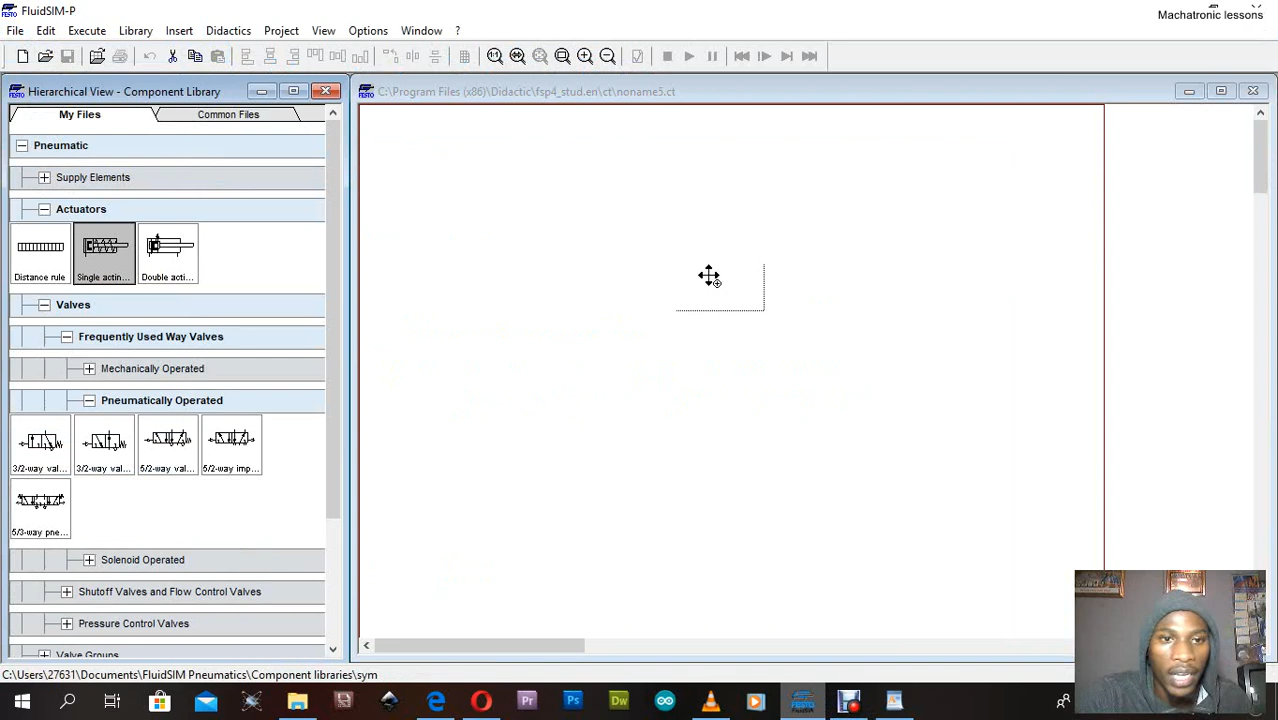 FluidSIM-P
Machatronic lessons
File Edit Execute Library Insert Didactics Project View Options Window ?
Hierarchical View - Component Library
C:\Program Files (x86)\Didactic\fsp4_stud.en\ct\noname5.ct
My Files Common Files
Pneumatic
Supply Elements
Actuators
Distance rule Single actin... Double acti...
Valves
Frequently Used Way Valves
Mechanically Operated
Pneumatically Operated
3/2-way val... 3/2-way val... 5/2-way val... 5/2-way imp...
5/3-way pne...
Solenoid Operated
Shutoff Valves and Flow Control Valves
Pressure Control Valves
Valve Groups
C:\Users\27631\Documents\FluidSIM Pneumatics\Component libraries\sym
Pr Ps Dw